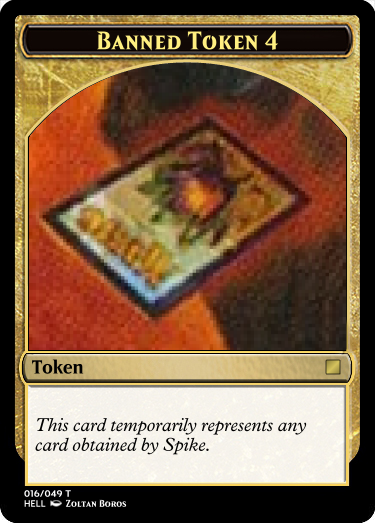 Banned Token 4
Token
This card temporarily represents any
card obtained by Spike.
016/049 T
HELL Zoltan Boros